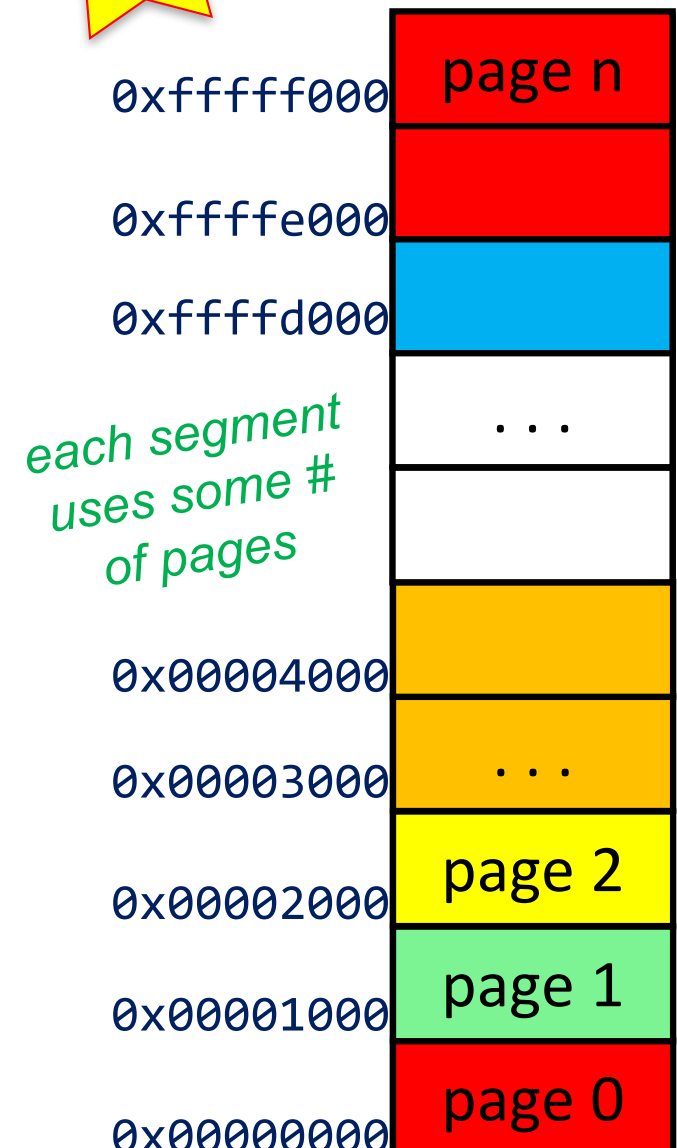 page n
0xfffff000
0xffffe000
0xffffd000
...
each segment
uses some #
of pages
0x00004000
...
0x00003000
page 2
0x00002000
page 1
0x00001000
page 0
0x00000000